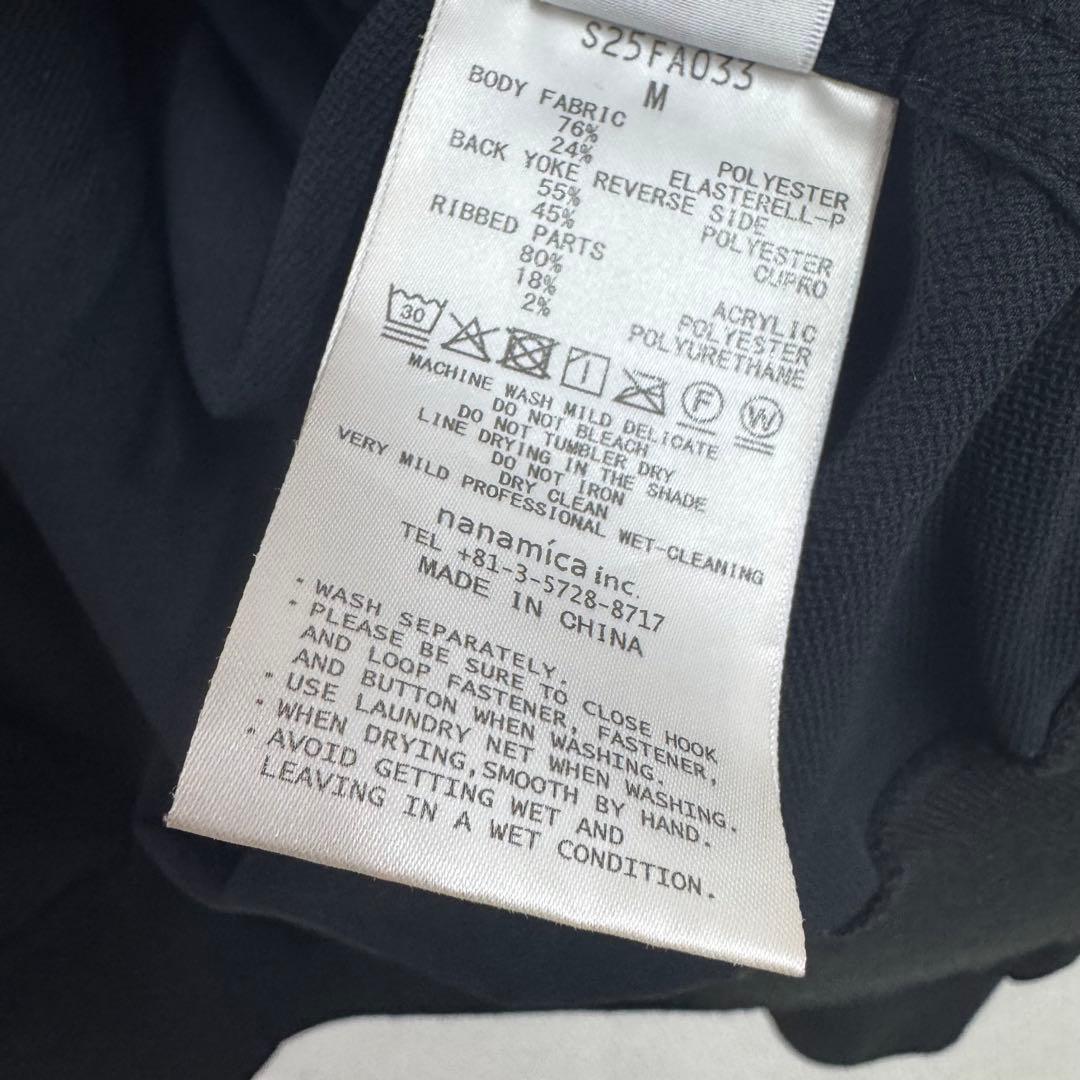 S25FA033
M
BODY FABRIC
76% POLYESTER
24% ELASTERELL-P
BACK YOKE REVERSE SIDE
55% POLYESTER
45% CUPRO
RIBBED PARTS
80% ACRYLIC
18% POLYESTER
2% POLYURETHANE
30 F W
MACHINE WASH MILD DELICATE
DO NOT BLEACH
DO NOT TUMBLER DRY
LINE DRYING IN THE SHADE
DO NOT IRON
DRY CLEAN
VERY MILD PROFESSIONAL WET-CLEANING
nanamica inc.
TEL +81-3-5728-8717
MADE IN CHINA
・WASH SEPARATELY.
・PLEASE BE SURE TO CLOSE HOOK
AND LOOP FASTENER, FASTENER,
AND BUTTON WHEN WASHING.
・USE LAUNDRY NET WHEN WASHING.
・WHEN DRYING,SMOOTH BY HAND.
・AVOID GETTING WET AND
LEAVING IN A WET CONDITION.